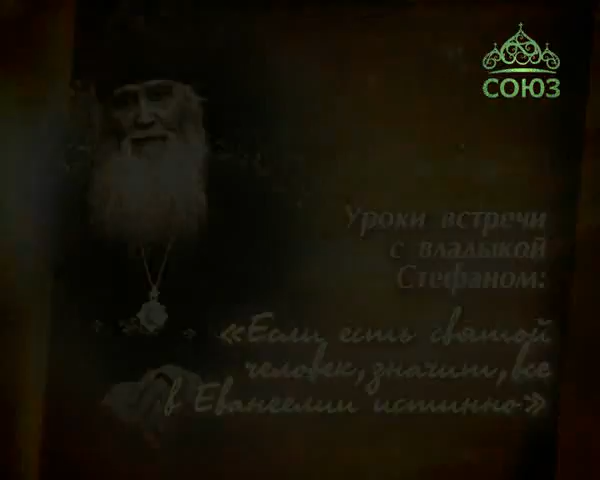 СОЮЗ
Уроки встречи
с владыкой
Стефаном:
«Если есть святой
человек, значит, все
в Евангелии истинно»